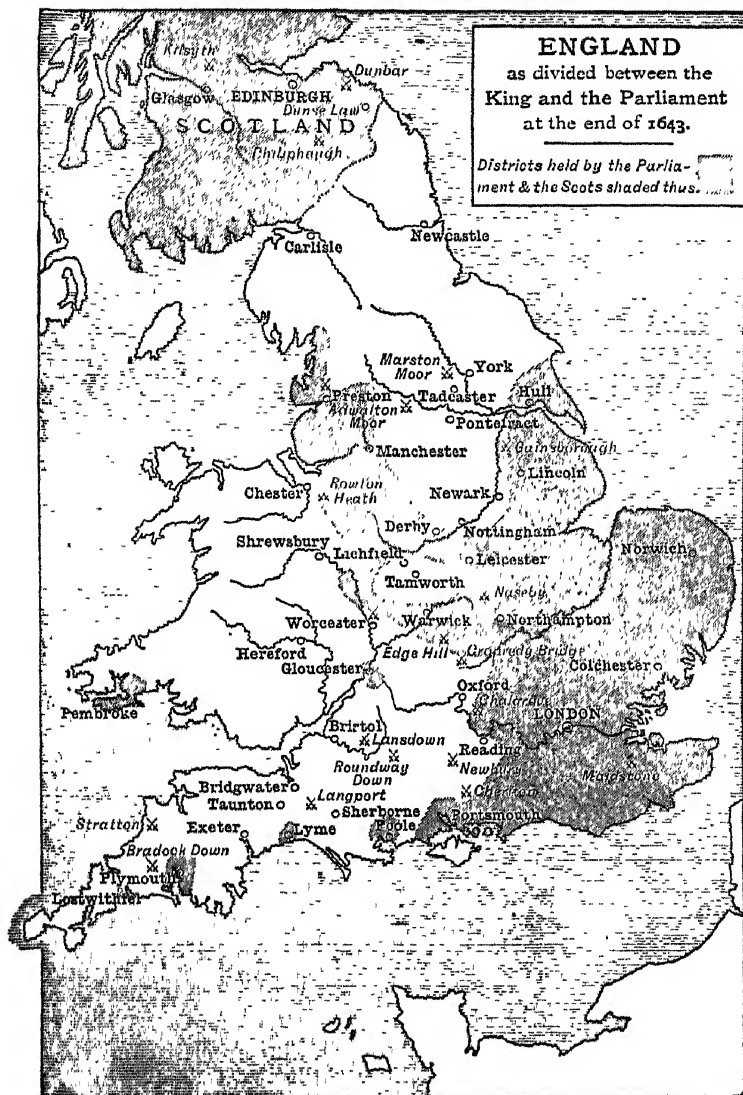 ENGLAND
as divided between the
King and the Parliament
at the end of 1643.
Districts held by the Parlia-
ment & the Scots shaded thus.
Kilsyth
Dunbar
Glasgow
EDINBURGH
Dunse Law
SCOTLAND
Philiphaugh
Carlisle
Newcastle
Marston
Moor
York
Preston
Tadcaster
Hull
Adwalton
Moor
Pontefract
Manchester
Gainsborough
Lincoln
Chester
Rowton
Heath
Newark
Derby
Nottingham
Shrewsbury
Lichfield
Leicester
Norwich
Tamworth
Naseby
Worcester
Warwick
Northampton
Hereford
Edge Hill
Cropredy Bridge
Gloucester
Colchester
Pembroke
Oxford
LONDON
Bristol
Lansdown
Reading
Roundway
Down
Newbury
Maidstone
Bridgwater
Taunton
Langport
Cheriton
Sherborne
Portsmouth
Stratton
Exeter
Lyme
Poole
Bradock Down
Plymouth
Lostwithiel